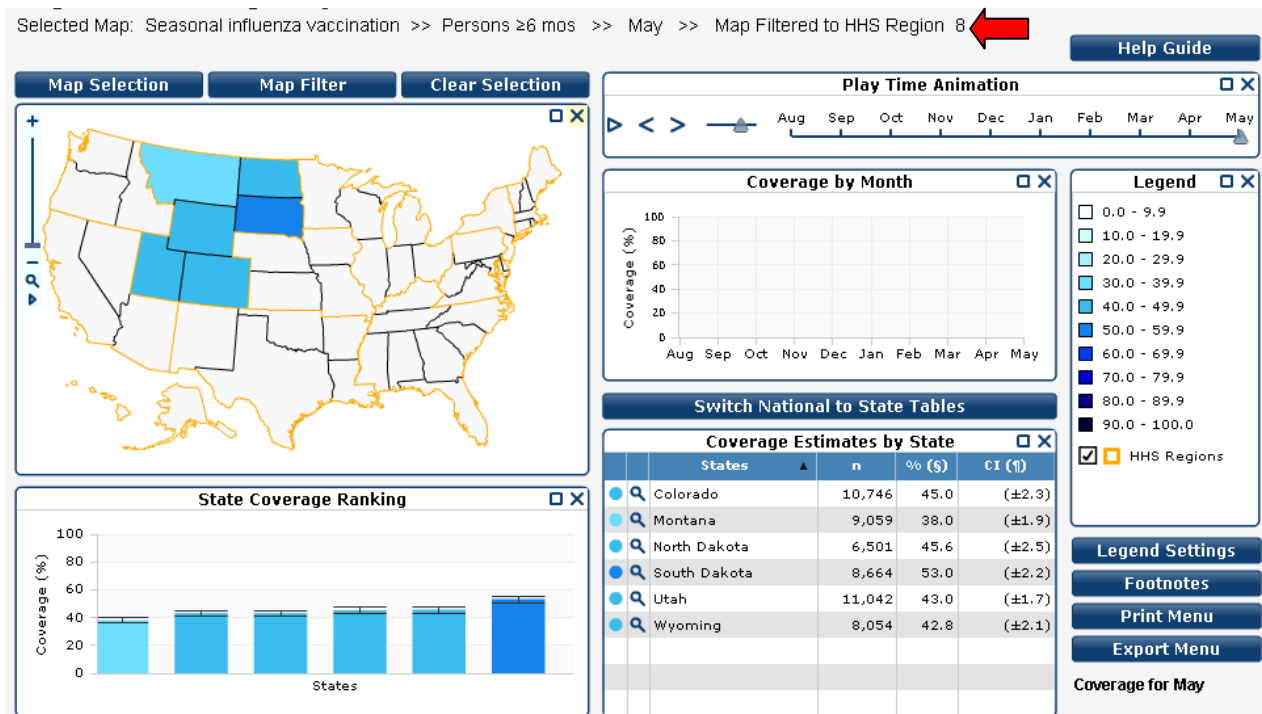 Selected Map: Seasonal influenza vaccination >> Persons ≥6 mos >> May >> Map Filtered to HHS Region 8
Help Guide
Map Selection
Map Filter
Clear Selection
Play Time Animation
Aug Sep Oct Nov Dec Jan Feb Mar Apr May
Coverage by Month
Coverage (%)
100
80
60
40
20
0
Aug Sep Oct Nov Dec Jan Feb Mar Apr May
Legend
0.0 - 9.9
10.0 - 19.9
20.0 - 29.9
30.0 - 39.9
40.0 - 49.9
50.0 - 59.9
60.0 - 69.9
70.0 - 79.9
80.0 - 89.9
90.0 - 100.0
HHS Regions
Switch National to State Tables
Coverage Estimates by State
States n % (§) CI (¶)
Colorado 10,746 45.0 (±2.3)
Montana 9,059 38.0 (±1.9)
North Dakota 6,501 45.6 (±2.5)
South Dakota 8,664 53.0 (±2.2)
Utah 11,042 43.0 (±1.7)
Wyoming 8,054 42.8 (±2.1)
State Coverage Ranking
Coverage (%)
100
80
60
40
20
0
States
Legend Settings
Footnotes
Print Menu
Export Menu
Coverage for May